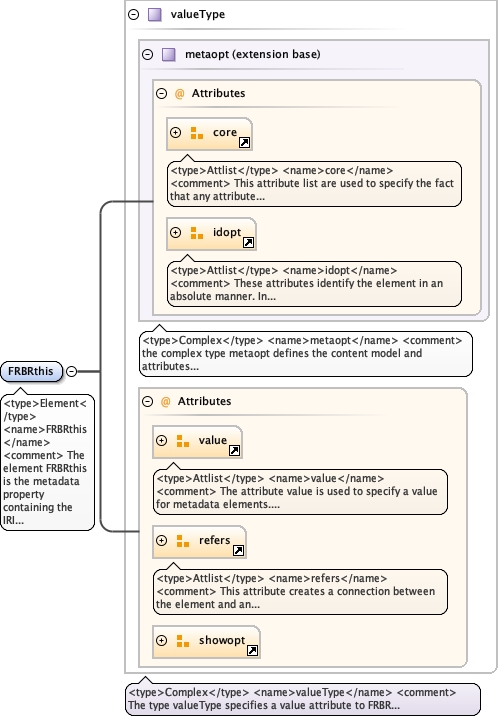 valueType
metaopt (extension base)
@ Attributes
core
<type>Attlist</type> <name>core</name>
<comment> This attribute list are used to specify the fact
that any attribute...
idopt
<type>Attlist</type> <name>idopt</name>
<comment> These attributes identify the element in an
absolute manner. In...
<type>Complex</type> <name>metaopt</name> <comment>
the complex type metaopt defines the content model and
attributes...
FRBRthis
<type>Element<
/type>
<name>FRBRthis
</name>
<comment> The
element FRBRthis
is the metadata
property
containing the
IRI...
@ Attributes
value
<type>Attlist</type> <name>value</name>
<comment> The attribute value is used to specify a value
for metadata elements....
refers
<type>Attlist</type> <name>refers</name>
<comment> This attribute creates a connection between
the element and an...
showopt
<type>Complex</type> <name>valueType</name> <comment>
The type valueType specifies a value attribute to FRBR...